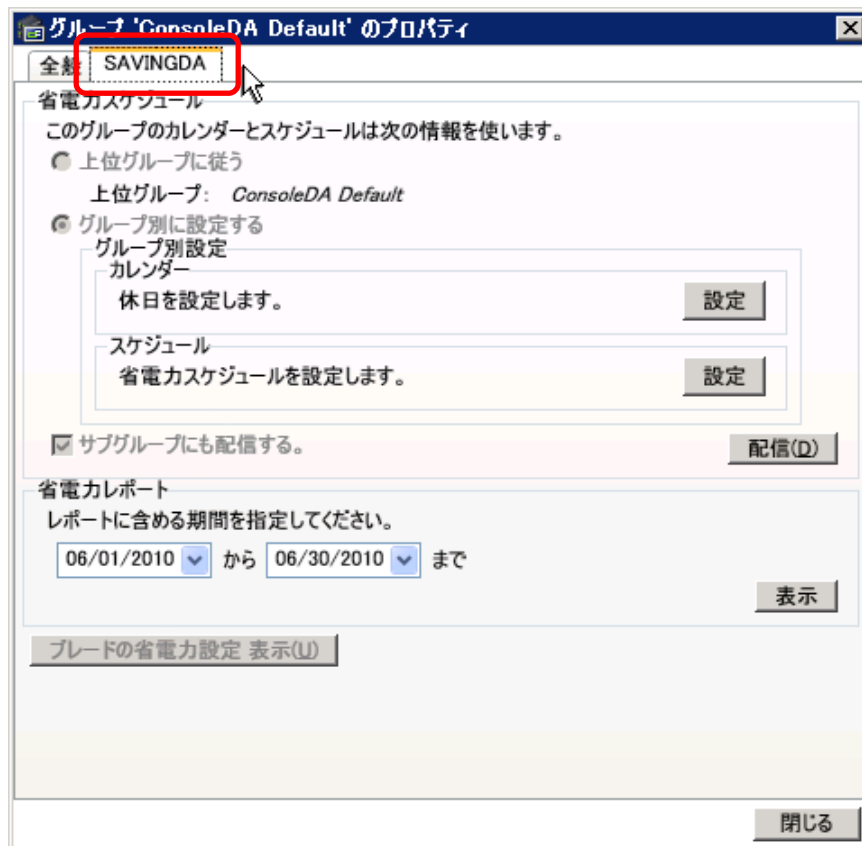 グループ 'ConsoleDA Default' のプロパティ
全般 SAVINGDA
省電力スケジュール
このグループのカレンダーとスケジュールは次の情報を使います。
上位グループに従う
上位グループ: ConsoleDA Default
グループ別に設定する
グループ別設定
カレンダー
休日を設定します。 設定
スケジュール
省電力スケジュールを設定します。 設定
サブグループにも配信する。 配信(D)
省電力レポート
レポートに含める期間を指定してください。
06/01/2010 から 06/30/2010 まで
表示
ブレードの省電力設定 表示(U)
閉じる